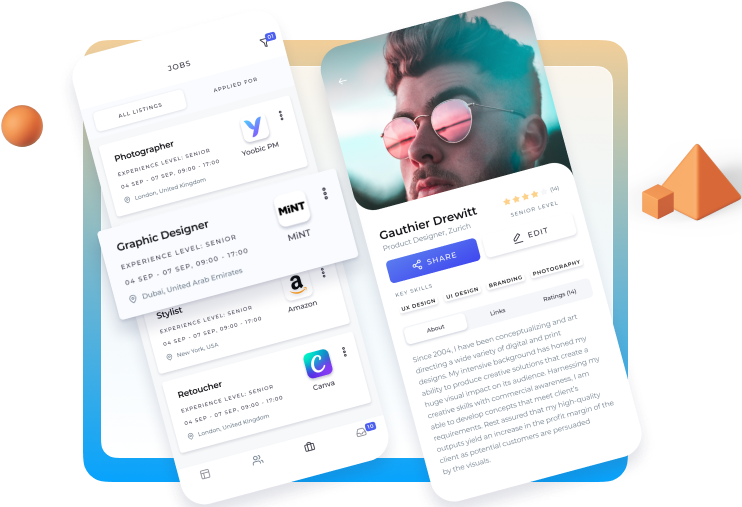 01
JOBS
ALL LISTINGS
APPLIED FOR
Photographer
EXPERIENCE LEVEL: SENIOR
04 SEP - 07 SEP, 09:00 - 17:00
London, United Kingdom
Yoobic PM
Graphic Designer
EXPERIENCE LEVEL: SENIOR
04 SEP - 07 SEP, 09:00 - 17:00
Dubai, United Arab Emirates
MiNT
MiNT
Stylist
EXPERIENCE LEVEL: SENIOR
04 SEP - 07 SEP, 09:00 - 17:00
New York, USA
a
Amazon
Retoucher
EXPERIENCE LEVEL: SENIOR
04 SEP - 07 SEP, 09:00 - 17:00
London, United Kingdom
C
Canva
10
Gauthier Drewitt
Product Designer, Zurich
(14)
SENIOR LEVEL
SHARE
EDIT
KEY SKILLS
UX DESIGN
UI DESIGN
BRANDING
PHOTOGRAPHY
About
Links
Ratings (14)
Since 2004, I have been conceptualizing and art
directing a wide variety of digital and print
designs. My intensive background has honed my
ability to produce creative solutions that create a
huge visual impact on its audience. Harnessing my
creative skills with commercial awareness, I am
able to develop concepts that meet client's
requirements. Rest assured that my high-quality
outputs yield an increase in the profit margin of the
client as potential customers are persuaded
by the visuals.